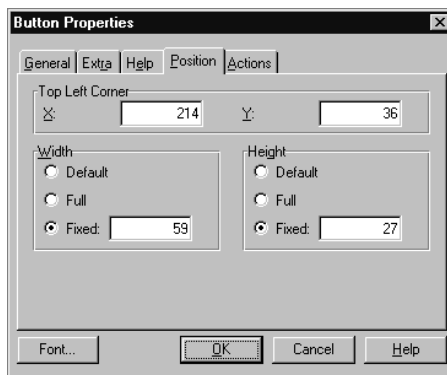 Button Properties
General Extra Help Position Actions
Top Left Corner
X: 214 Y: 36
Width Height
Default Default
Full Full
Fixed: 59 Fixed: 27
Font... OK Cancel Help